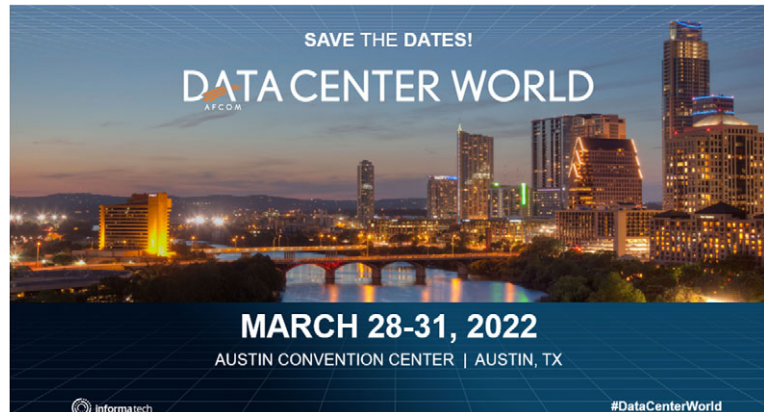 SAVE THE DATES!
DATA CENTER WORLD
AFCOM
MARCH 28-31, 2022
AUSTIN CONVENTION CENTER | AUSTIN, TX
informatech
#DataCenterWorld